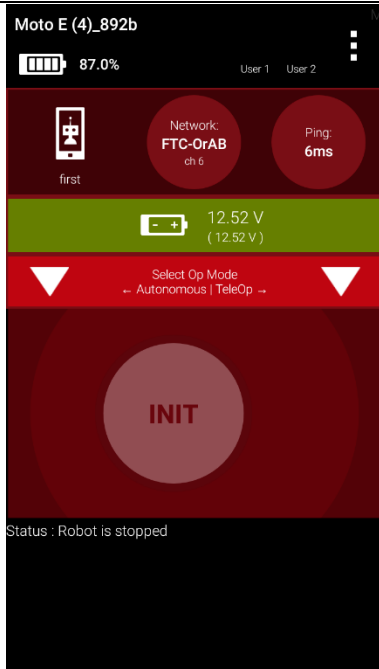 Moto E (4)_892b
M
87.0%
User 1 User 2
Network:
FTC-OrAB
ch 6
Ping:
6ms
first
12.52 V
( 12.52 V )
Select Op Mode
← Autonomous | TeleOp →
INIT
Status : Robot is stopped